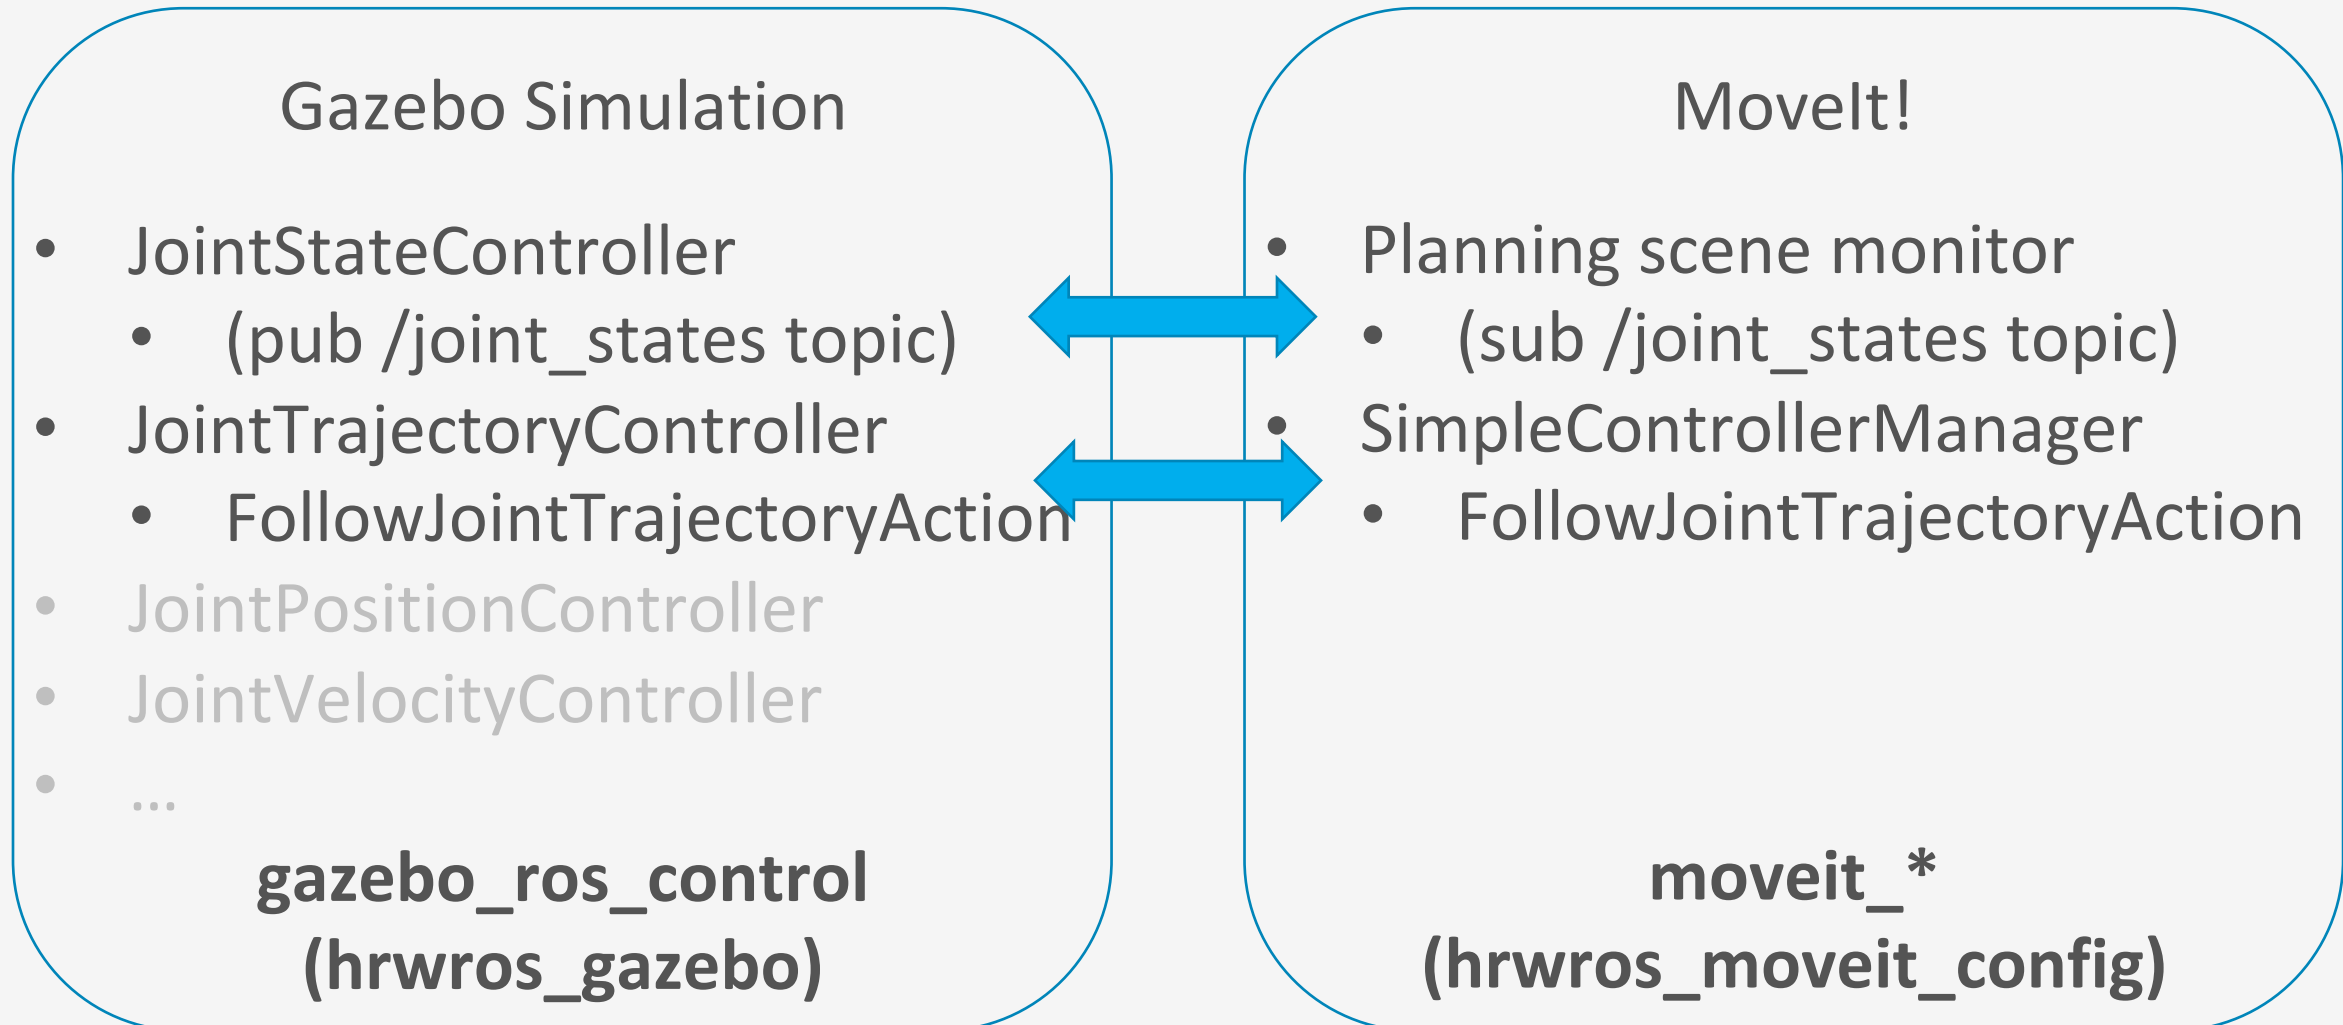 Gazebo Simulation
• JointStateController
• (pub /joint_states topic)
• JointTrajectoryController
• FollowJointTrajectoryAction
• JointPositionController
• JointVelocityController
• ...
gazebo_ros_control
(hrwros_gazebo)
MoveIt!
• Planning scene monitor
• (sub /joint_states topic)
• SimpleControllerManager
• FollowJointTrajectoryAction
moveit_*
(hrwros_moveit_config)